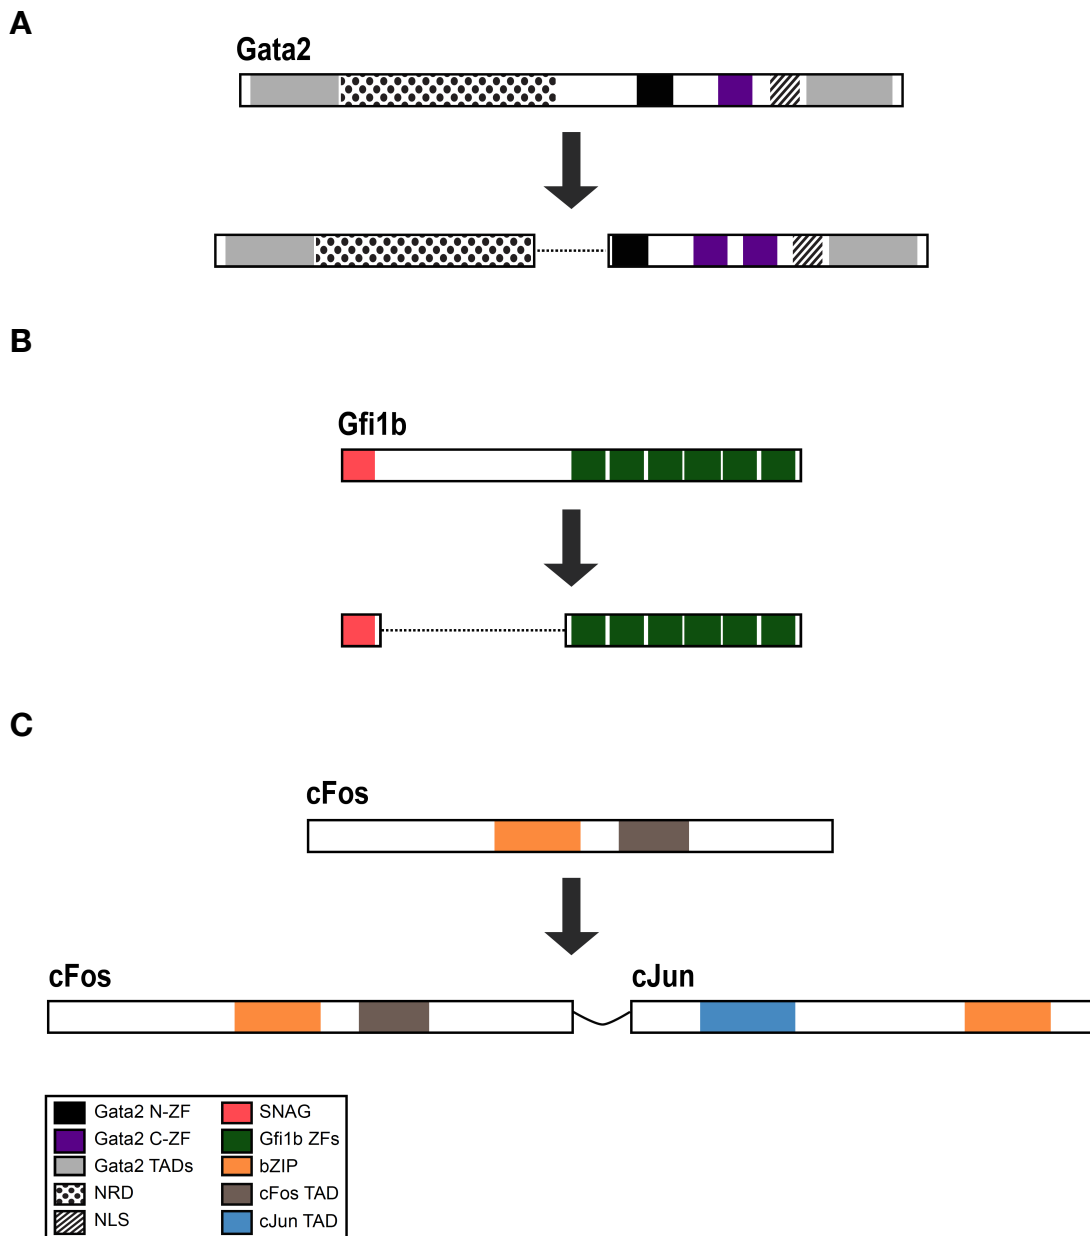 A
Gata2
B
Gfi1b
C
cFos
cFos cJun
Gata2 N-ZF SNAG
Gata2 C-ZF Gfi1b ZFs
Gata2 TADs bZIP
NRD cFos TAD
NLS cJun TAD